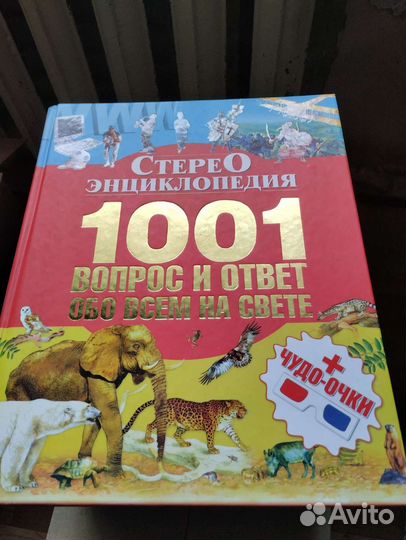 СТЕРЕО
ЭНЦИКЛОПЕДИЯ
1001
ВОПРОС И ОТВЕТ
ОБО ВСЕМ НА СВЕТЕ
+
ЧУДО-ОЧКИ
Avito